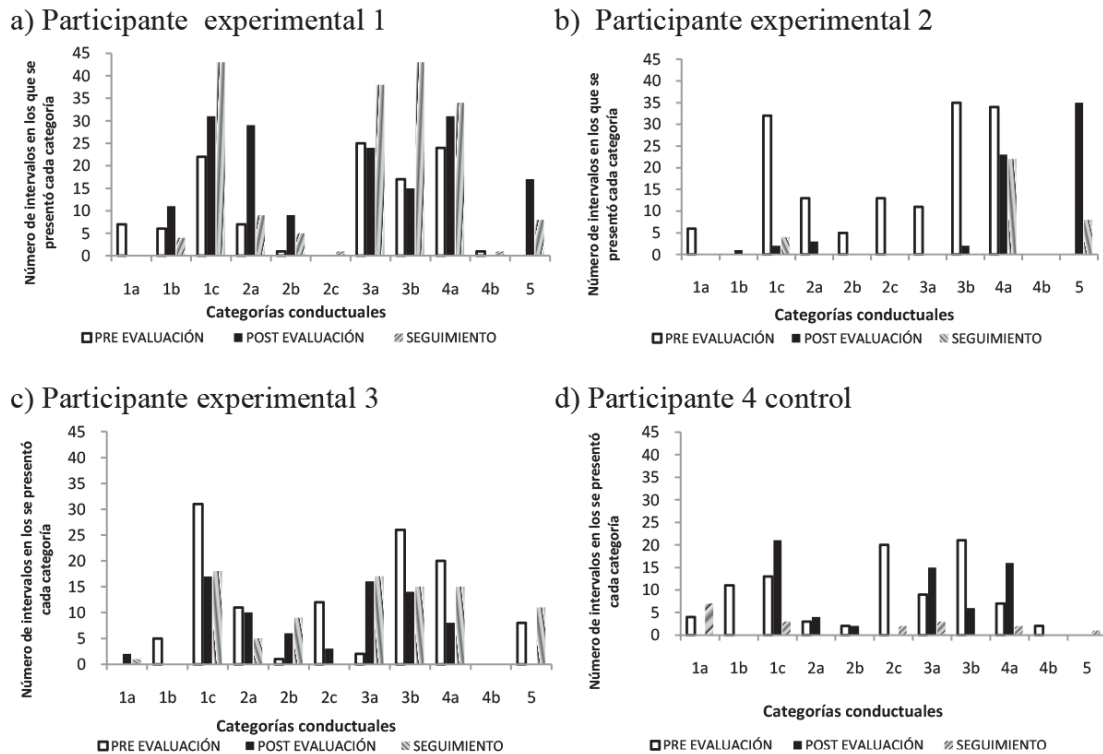 a) Participante experimental 1
Número de intervalos en los que se
presentó cada categoría
45
40
35
30
25
20
15
10
5
0
1a 1b 1c 2a 2b 2c 3a 3b 4a 4b 5
Categorías conductuales
PRE EVALUACIÓN POST EVALUACIÓN SEGUIMIENTO
b) Participante experimental 2
Número de intervalos en los que se
presentó cada categoría
45
40
35
30
25
20
15
10
5
0
1a 1b 1c 2a 2b 2c 3a 3b 4a 4b 5
Categorías conductuales
PRE EVALUACIÓN POST EVALUACIÓN SEGUIMIENTO
c) Participante experimental 3
Número de intervalos en los se presentó
cada categoría
45
40
35
30
25
20
15
10
5
0
1a 1b 1c 2a 2b 2c 3a 3b 4a 4b 5
Categorías conductuales
PRE EVALUACIÓN POST EVALUACIÓN SEGUIMIENTO
d) Participante 4 control
Número de intervalos en los que se presentó
cada categoría
45
40
35
30
25
20
15
10
5
0
1a 1b 1c 2a 2b 2c 3a 3b 4a 4b 5
Categorías conductuales
PRE EVALUACIÓN POST EVALUACIÓN SEGUIMIENTO